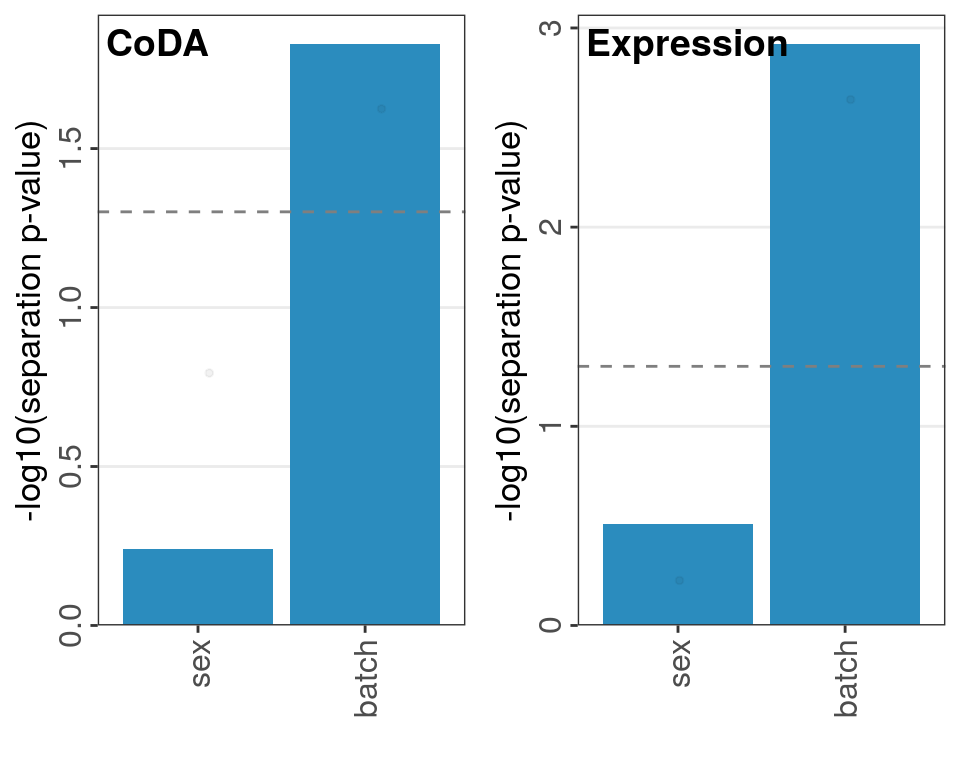 CoDA
-log10(separation p-value)
1.5
1.0
0.5
0.0
sex
batch
Expression
-log10(separation p-value)
3
2
1
0
sex
batch